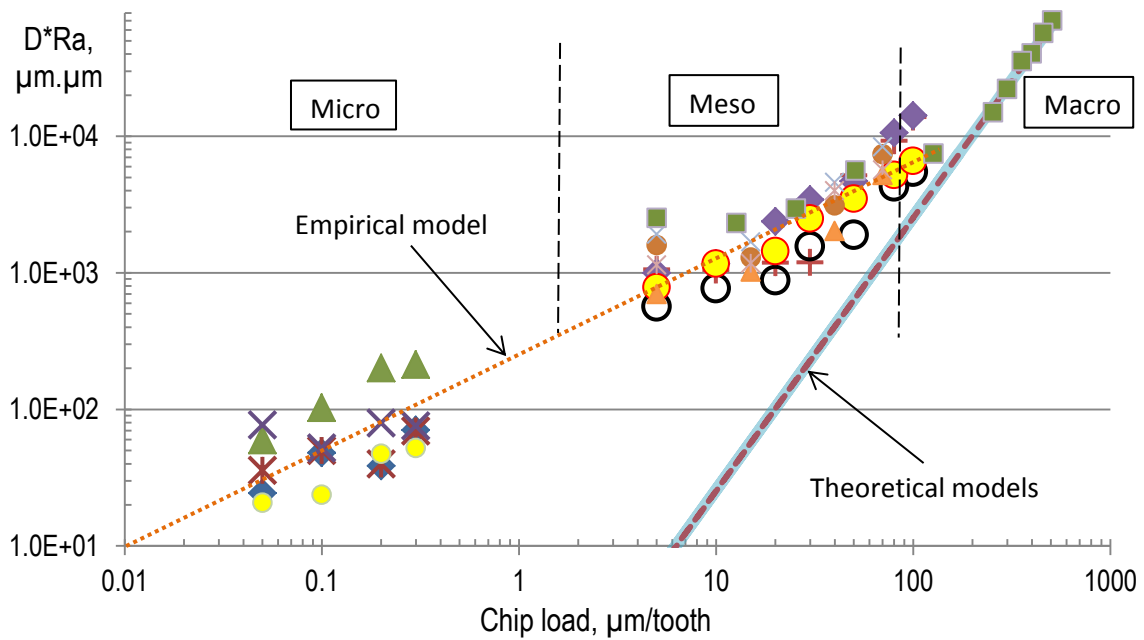 D*Ra,
µm.µm
Micro
Meso
Macro
1.0E+04
Empirical model
1.0E+03
1.0E+02
Theoretical models
1.0E+01
0.01
0.1
1
10
100
1000
Chip load, µm/tooth